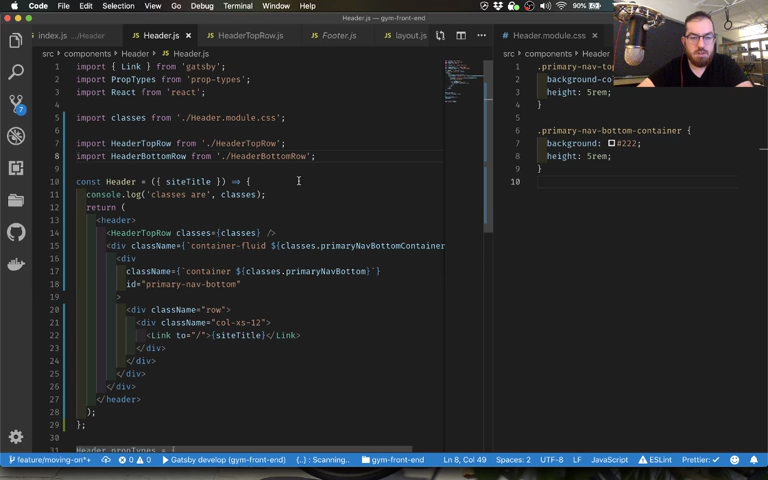 Code File Edit Selection View Go Debug Terminal Window Help 90%
Header.js — gym-front-end
index.js .../classes Header.js HeaderTopRow.js Footer.js layout.js
Header.module.css
src components Header Header.js
src components Header
1 import { Link } from 'gatsby';
2 import PropTypes from 'prop-types';
3 import React from 'react';
4
5 import classes from './Header.module.css';
6
7 import HeaderTopRow from './HeaderTopRow';
8 import HeaderBottomRow from './HeaderBottomRow';
9
10 const Header = ({ siteTitle }) => {
11 console.log('classes are', classes);
12 return (
13 <header>
14 <HeaderTopRow classes={classes} />
15 <div className={`container-fluid ${classes.primaryNavBottomContainer
16 <div
17 className={`container ${classes.primaryNavBottom}`}
18 id="primary-nav-bottom"
19 >
20 <div className="row">
21 <div className="col-xs-12">
22 <Link to="/">{siteTitle}</Link>
23 </div>
24 </div>
25 </div>
26 </div>
27 </header>
28 );
29 };
30
31 Header.propTypes = {
1 .primary-nav-top
2 background-co
3 height: 5rem;
4 }
5
6 .primary-nav-bottom-container {
7 background: #222;
8 height: 5rem;
9 }
10
7
feature/moving-on*+ 0 0 Gatsby develop (gym-front-end) {..} : Scanning.. gym-front-end Ln 8, Col 49 Spaces: 2 UTF-8 LF JavaScript ESLint Prettier: ✓